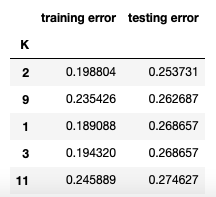 training error testing error
K
2 0.198804 0.253731
9 0.235426 0.262687
1 0.189088 0.268657
3 0.194320 0.268657
11 0.245889 0.274627